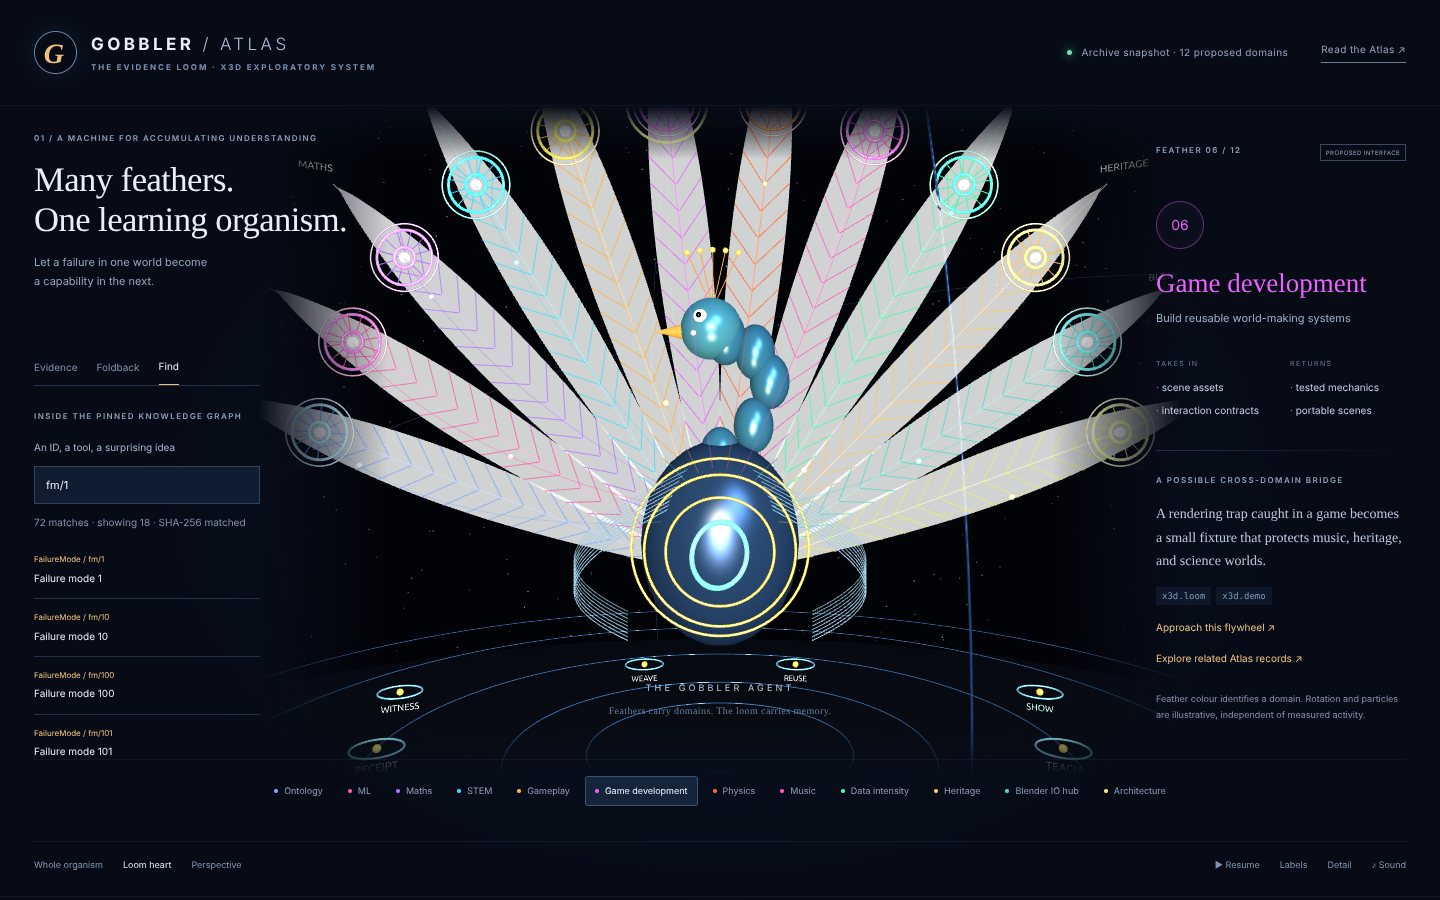 G
GOBBLER / ATLAS
THE EVIDENCE LOOM · X3D EXPLORATORY SYSTEM
Archive snapshot · 12 proposed domains
Read the Atlas ↗
01 / A MACHINE FOR ACCUMULATING UNDERSTANDING
Many feathers.
One learning organism.
Let a failure in one world become
a capability in the next.
Evidence
Foldback
Find
INSIDE THE PINNED KNOWLEDGE GRAPH
An ID, a tool, a surprising idea
fm/1
72 matches · showing 18 · SHA-256 matched
FailureMode / fm/1
Failure mode 1
FailureMode / fm/10
Failure mode 10
FailureMode / fm/100
Failure mode 100
FailureMode / fm/101
Failure mode 101
MATHS
HERITAGE
WEAVE
REUSE
WITNESS
SHOW
RECEIPT
TEACH
THE GOBBLER AGENT
Feathers carry domains. The loom carries memory.
FEATHER 06 / 12
PROPOSED INTERFACE
06
Game development
Build reusable world-making systems
TAKES IN
RETURNS
· scene assets
· tested mechanics
· interaction contracts
· portable scenes
A POSSIBLE CROSS-DOMAIN BRIDGE
A rendering trap caught in a game becomes
a small fixture that protects music, heritage,
and science worlds.
x3d.loom
x3d.demo
Approach this flywheel ↗
Explore related Atlas records ↗
Feather colour identifies a domain. Rotation and particles
are illustrative, independent of measured activity.
Ontology
ML
Maths
STEM
Gameplay
Game development
Physics
Music
Data intensity
Heritage
Blender IO hub
Architecture
Whole organism
Loom heart
Perspective
▶ Resume
Labels
Detail
♪ Sound